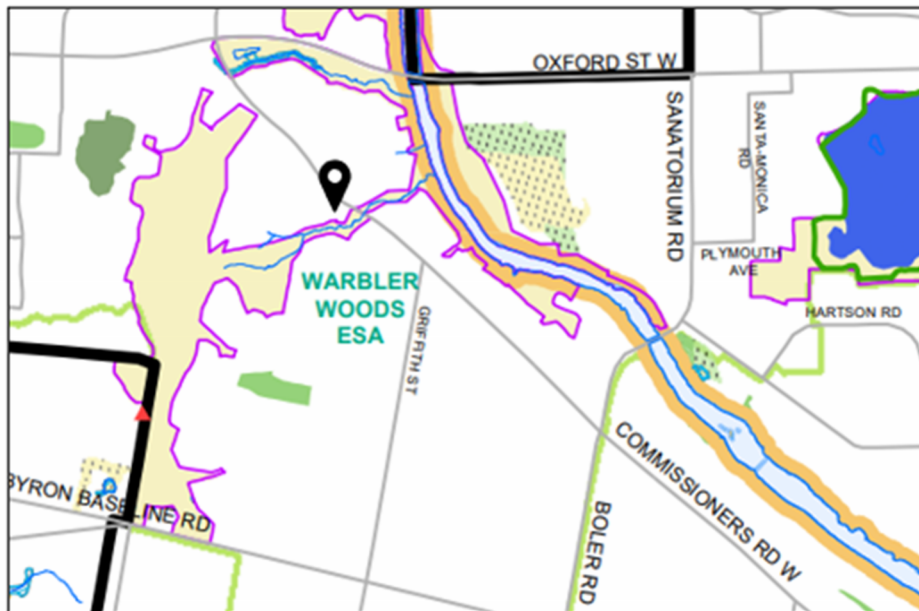 OXFORD ST W
SANATORIUM RD
SANTA-MONICA
RD
PLYMOUTH
AVE
HARTSON RD
WARBLER
WOODS
ESA
GRIFFITH ST
COMMISSIONERS RD W
BOLER RD
BYRON BASELINE RD